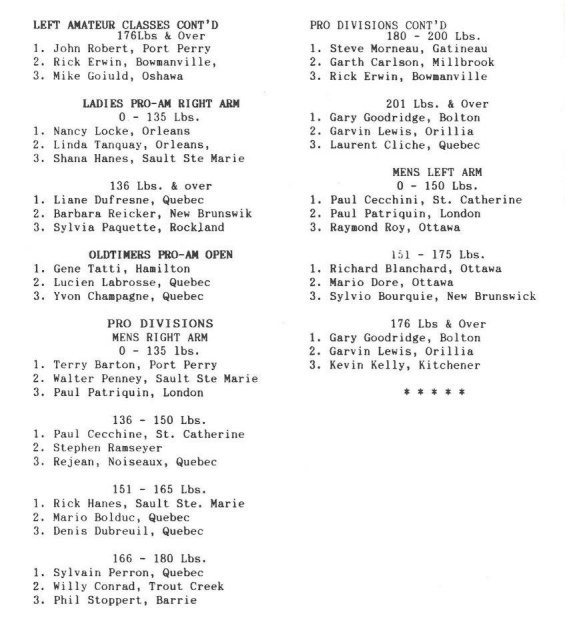 LEFT AMATEUR CLASSES CONT'D
176Lbs & Over
1. John Robert, Port Perry
2. Rick Erwin, Bowmanville,
3. Mike Goiuld, Oshawa
LADIES PRO-AM RIGHT ARM
0 - 135 Lbs.
1. Nancy Locke, Orleans
2. Linda Tanquay, Orleans,
3. Shana Hanes, Sault Ste Marie
136 Lbs. & over
1. Liane Dufresne, Quebec
2. Barbara Reicker, New Brunswik
3. Sylvia Paquette, Rockland
OLDTIMERS PRO-AM OPEN
1. Gene Tatti, Hamilton
2. Lucien Labrosse, Quebec
3. Yvon Champagne, Quebec
PRO DIVISIONS
MENS RIGHT ARM
0 - 135 lbs.
1. Terry Barton, Port Perry
2. Walter Penney, Sault Ste Marie
3. Paul Patriquin, London
136 - 150 Lbs.
1. Paul Cecchine, St. Catherine
2. Stephen Ramseyer
3. Rejean, Noiseaux, Quebec
151 - 165 Lbs.
1. Rick Hanes, Sault Ste. Marie
2. Mario Bolduc, Quebec
3. Denis Dubreuil, Quebec
166 - 180 Lbs.
1. Sylvain Perron, Quebec
2. Willy Conrad, Trout Creek
3. Phil Stoppert, Barrie
PRO DIVISIONS CONT'D
180 - 200 Lbs.
1. Steve Morneau, Gatineau
2. Garth Carlson, Millbrook
3. Rick Erwin, Bowmanville
201 Lbs. & Over
1. Gary Goodridge, Bolton
2. Garvin Lewis, Orillia
3. Laurent Cliche, Quebec
MENS LEFT ARM
0 - 150 Lbs.
1. Paul Cecchini, St. Catherine
2. Paul Patriquin, London
3. Raymond Roy, Ottawa
151 - 175 Lbs.
1. Richard Blanchard, Ottawa
2. Mario Dore, Ottawa
3. Sylvio Bourquie, New Brunswick
176 Lbs & Over
1. Gary Goodridge, Bolton
2. Garvin Lewis, Orillia
3. Kevin Kelly, Kitchener
* * * * *